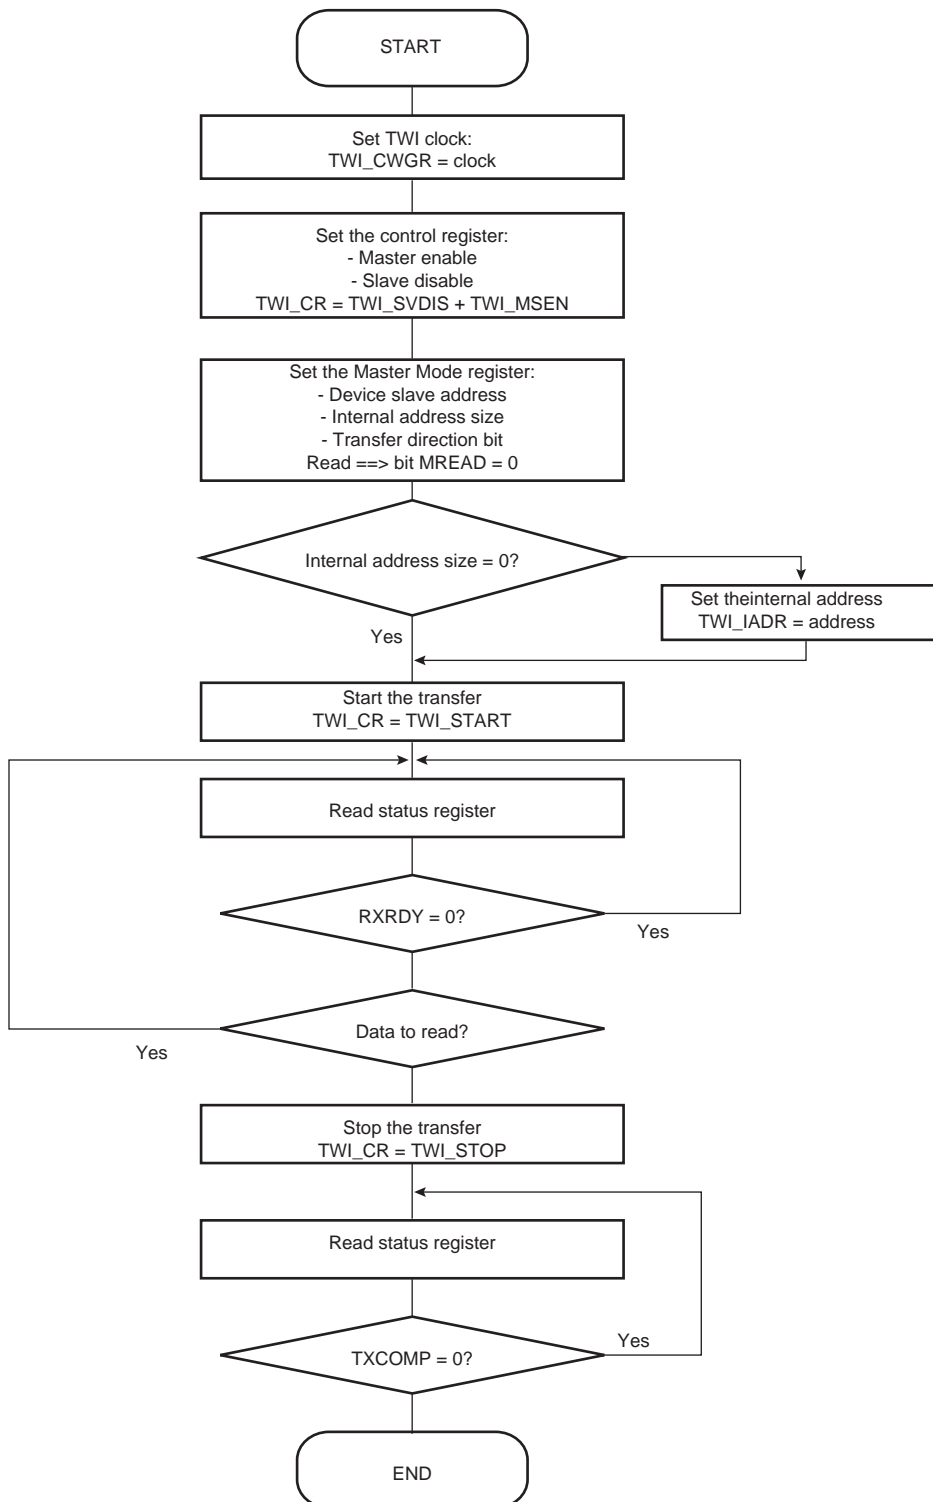 START
Set TWI clock:
TWI_CWGR = clock
Set the control register:
- Master enable
- Slave disable
TWI_CR = TWI_SVDIS + TWI_MSEN
Set the Master Mode register:
- Device slave address
- Internal address size
- Transfer direction bit
Read ==> bit MREAD = 0
Internal address size = 0?
Set theinternal address
TWI_IADR = address
Yes
Start the transfer
TWI_CR = TWI_START
Read status register
RXRDY = 0?
Yes
Data to read?
Yes
Stop the transfer
TWI_CR = TWI_STOP
Read status register
Yes
TXCOMP = 0?
END